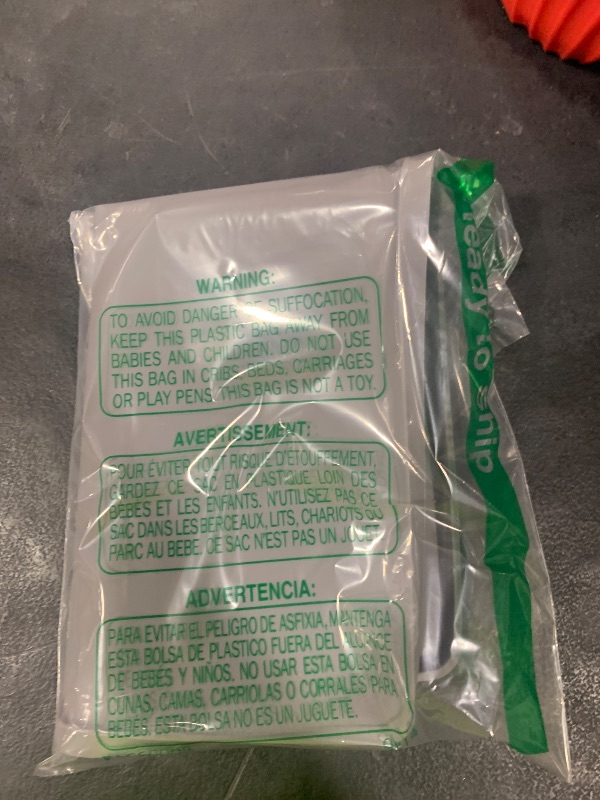 WARNING:
TO AVOID DANGER OF SUFFOCATION,
KEEP THIS PLASTIC BAG AWAY FROM
BABIES AND CHILDREN. DO NOT USE
THIS BAG IN CRIBS, BEDS, CARRIAGES
OR PLAY PENS. THIS BAG IS NOT A TOY.
AVERTISSEMENT:
POUR ÉVITER TOUT RISQUE D'ÉTOUFFEMENT,
GARDEZ CE SAC EN PLASTIQUE LOIN DES
BÉBÉS ET LES ENFANTS. N'UTILISEZ PAS CE
SAC DANS LES BERCEAUX, LITS, CHARIOTS OU
PARC AU BEBE. CE SAC N'EST PAS UN JOUET
ADVERTENCIA:
PARA EVITAR EL PELIGRO DE ASFIXIA, MANTENGA
ESTA BOLSA DE PLASTICO FUERA DEL ALCANCE
DE BEBÉS Y NIÑOS. NO USAR ESTA BOLSA EN
CUNAS, CAMAS, CARRIOLAS O CORRALES PARA
BEDÉS. ESTA BOLSA NO ES UN JUGUETE.
ready to ship